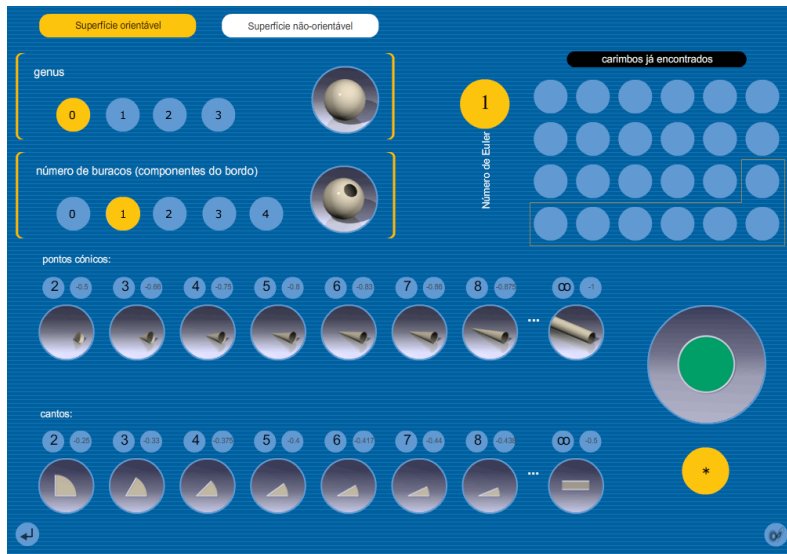 Superfície orientável
Superfície não-orientável
genus
0 1 2 3
1
Número de Euler
carimbos já encontrados
número de buracos (componentes do bordo)
0 1 2 3 4
pontos cónicos:
2 -0.5 3 -0.66 4 -0.75 5 -0.8 6 -0.83 7 -0.86 8 -0.875 ... ∞ -1
cantos:
2 -0.25 3 -0.33 4 -0.375 5 -0.4 6 -0.417 7 -0.44 8 -0.438 ... ∞ -0.5
*